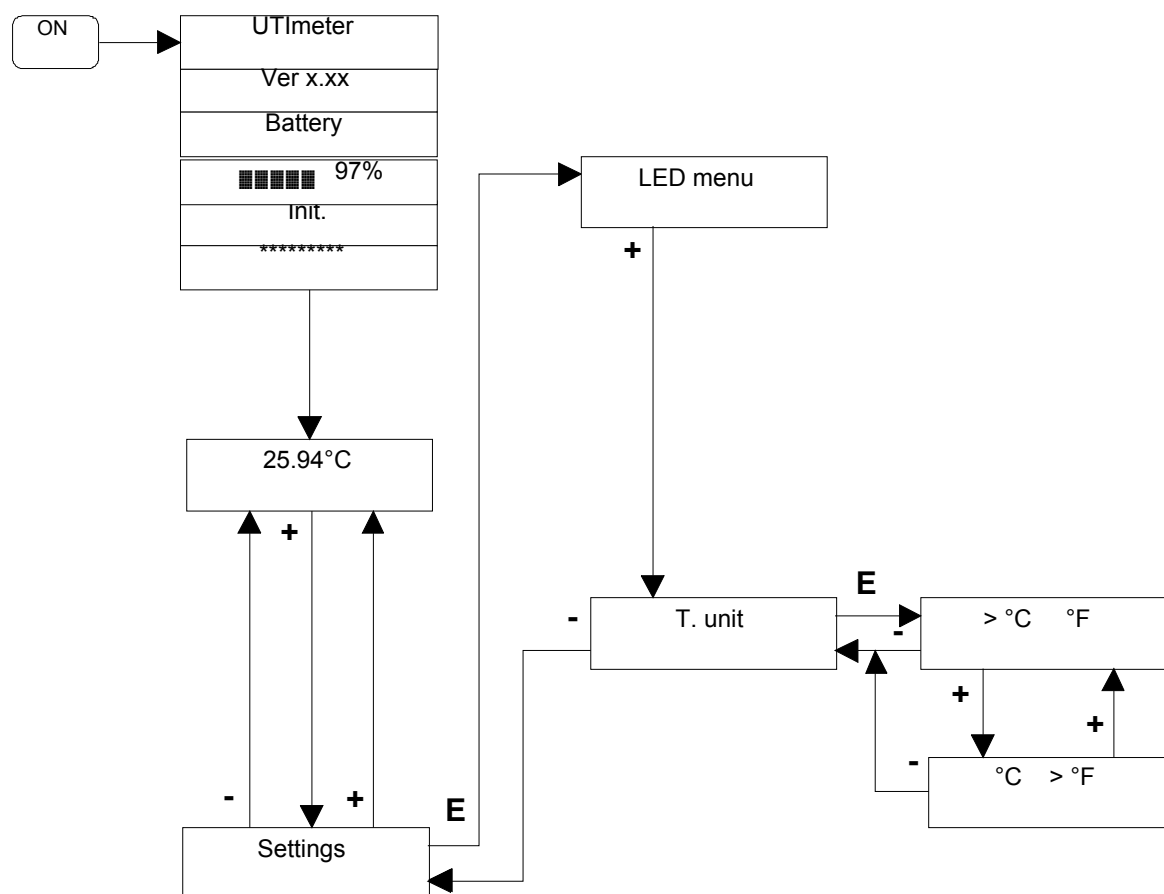 ON
UTImeter
Ver x.xx
Battery
97%
Init.
*********
LED menu
+
25.94°C
+
E
-
T. unit
> °C °F
-
+
+
-
°C > °F
-
+
E
Settings